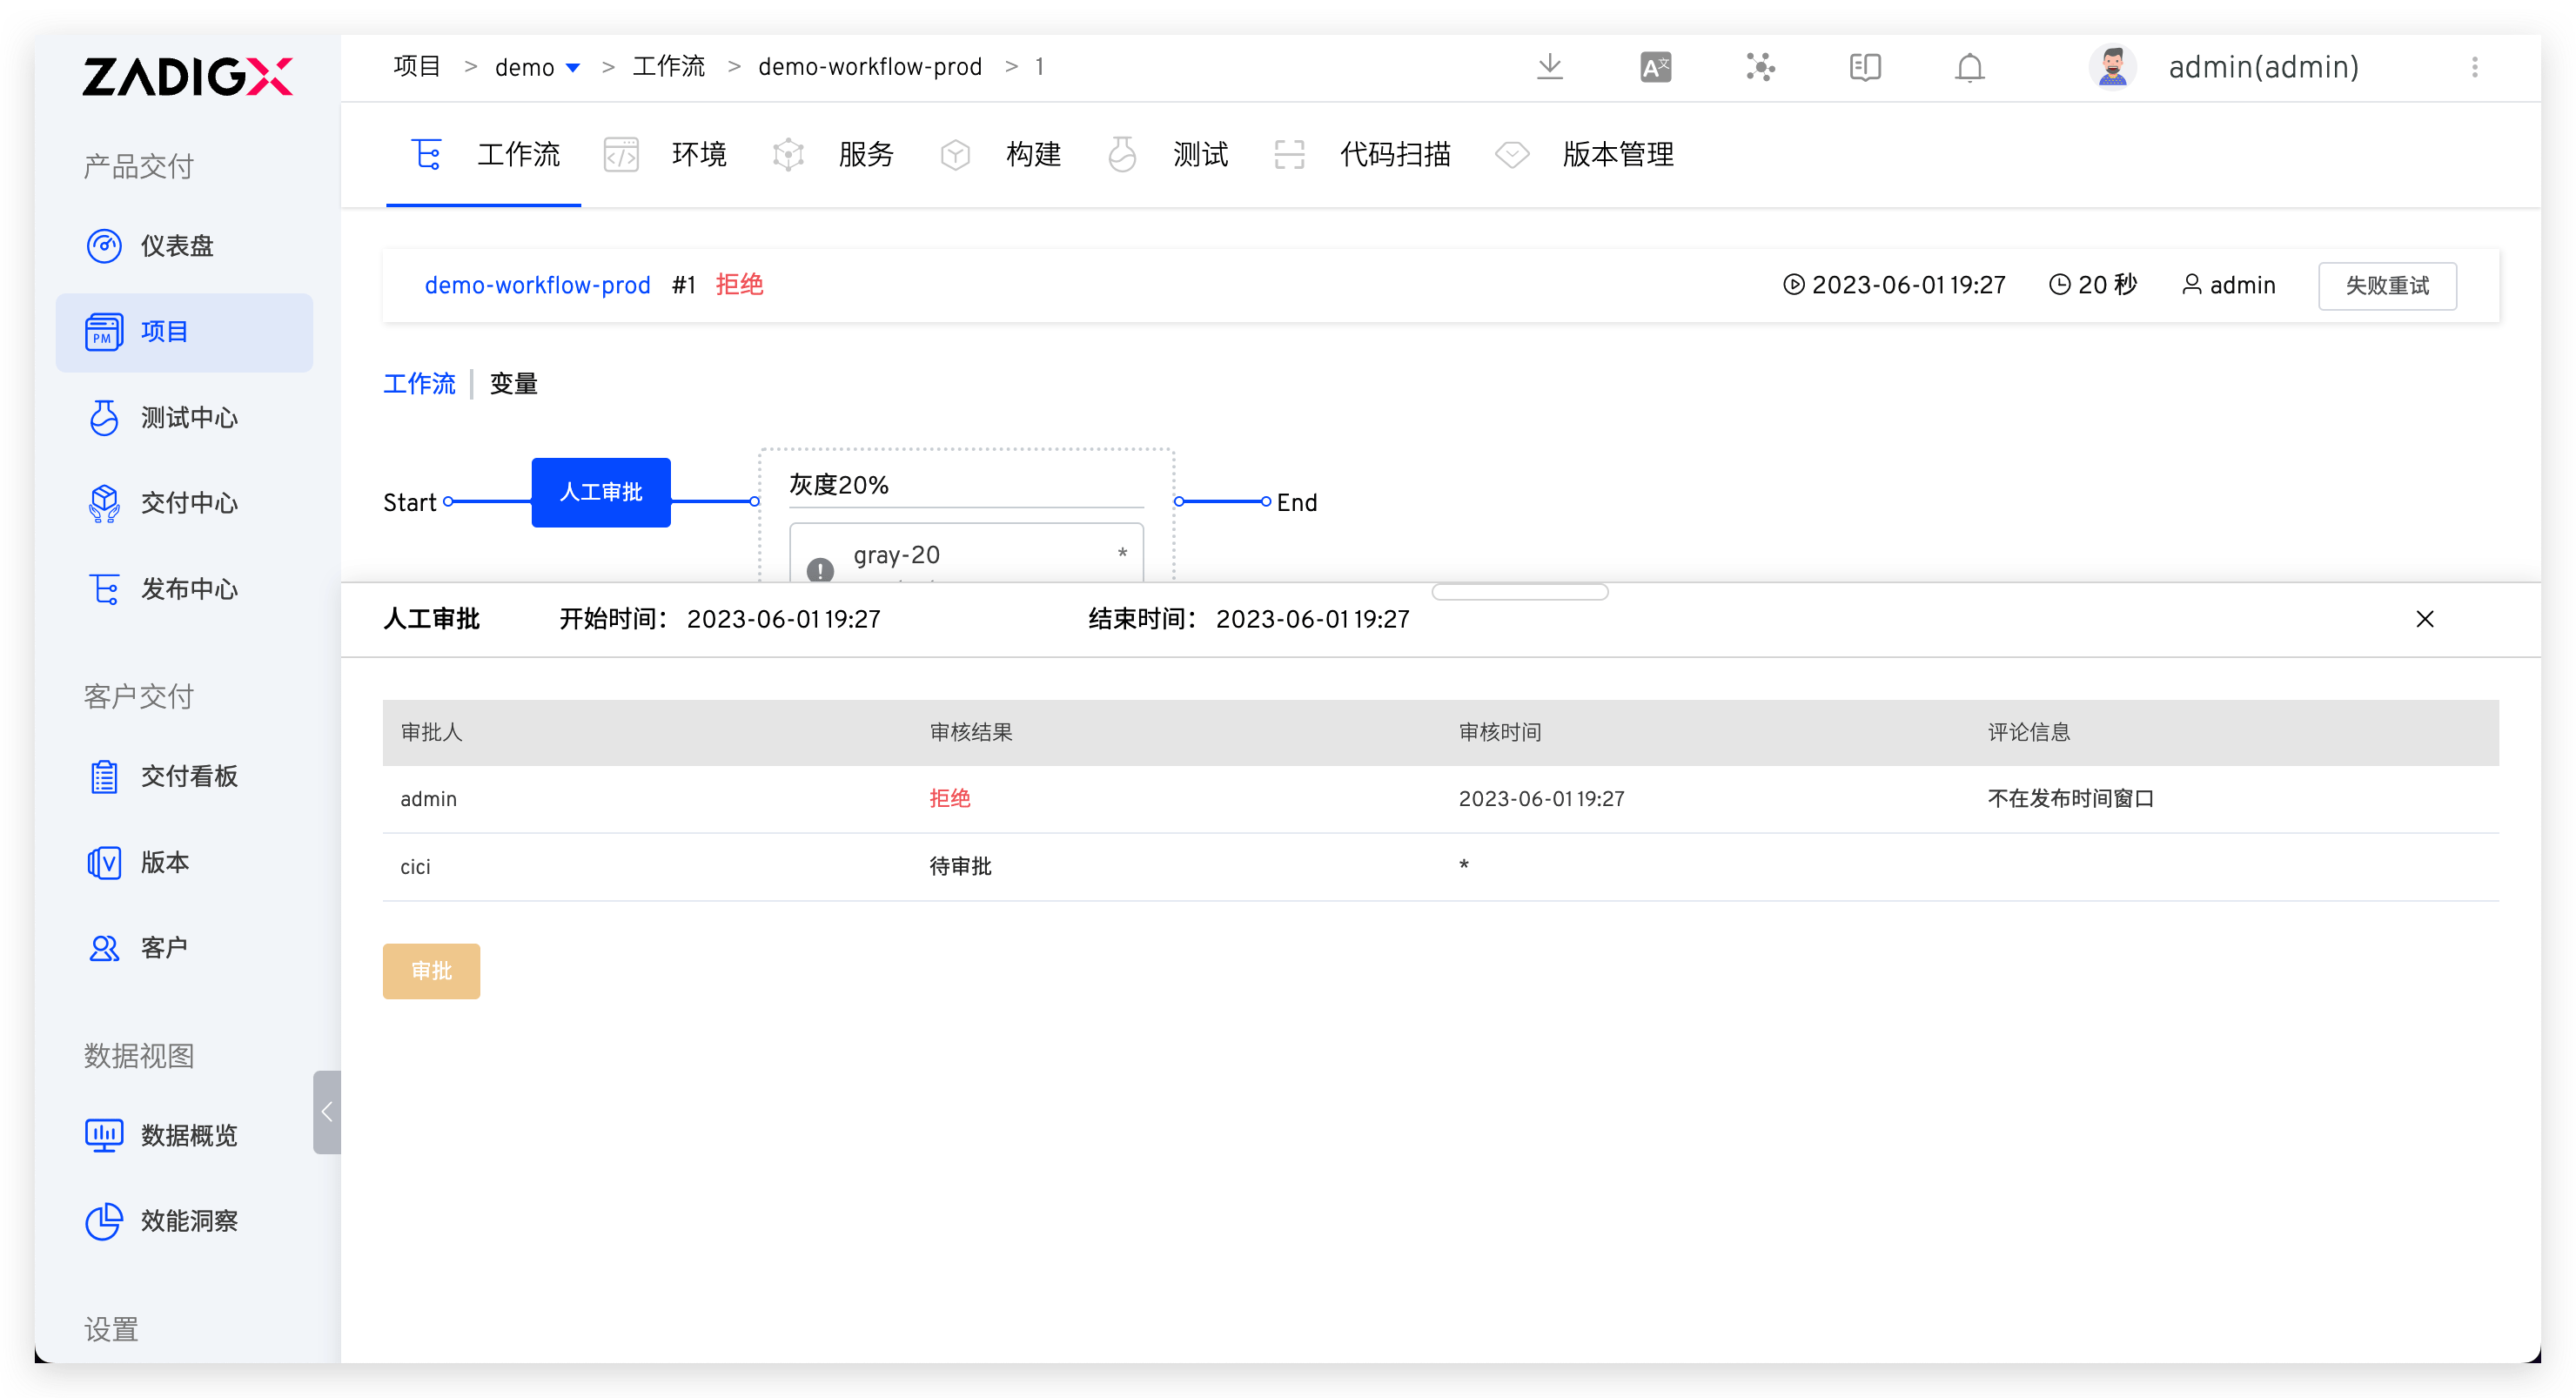 ZADIGX
产品交付
仪表盘
PM 项目
测试中心
交付中心
发布中心
客户交付
交付看板
V 版本
客户
数据视图
数据概览
效能洞察
设置
项目 > demo > 工作流 > demo-workflow-prod > 1
A文
admin(admin)
工作流 环境 服务 构建 测试 代码扫描 版本管理
demo-workflow-prod #1 拒绝 2023-06-01 19:27 20 秒 admin 失败重试
工作流 变量
Start 人工审批 End
灰度20%
gray-20 *
人工审批 开始时间： 2023-06-01 19:27 结束时间： 2023-06-01 19:27
审批人 审核结果 审核时间 评论信息
admin 拒绝 2023-06-01 19:27 不在发布时间窗口
cici 待审批 *
审批